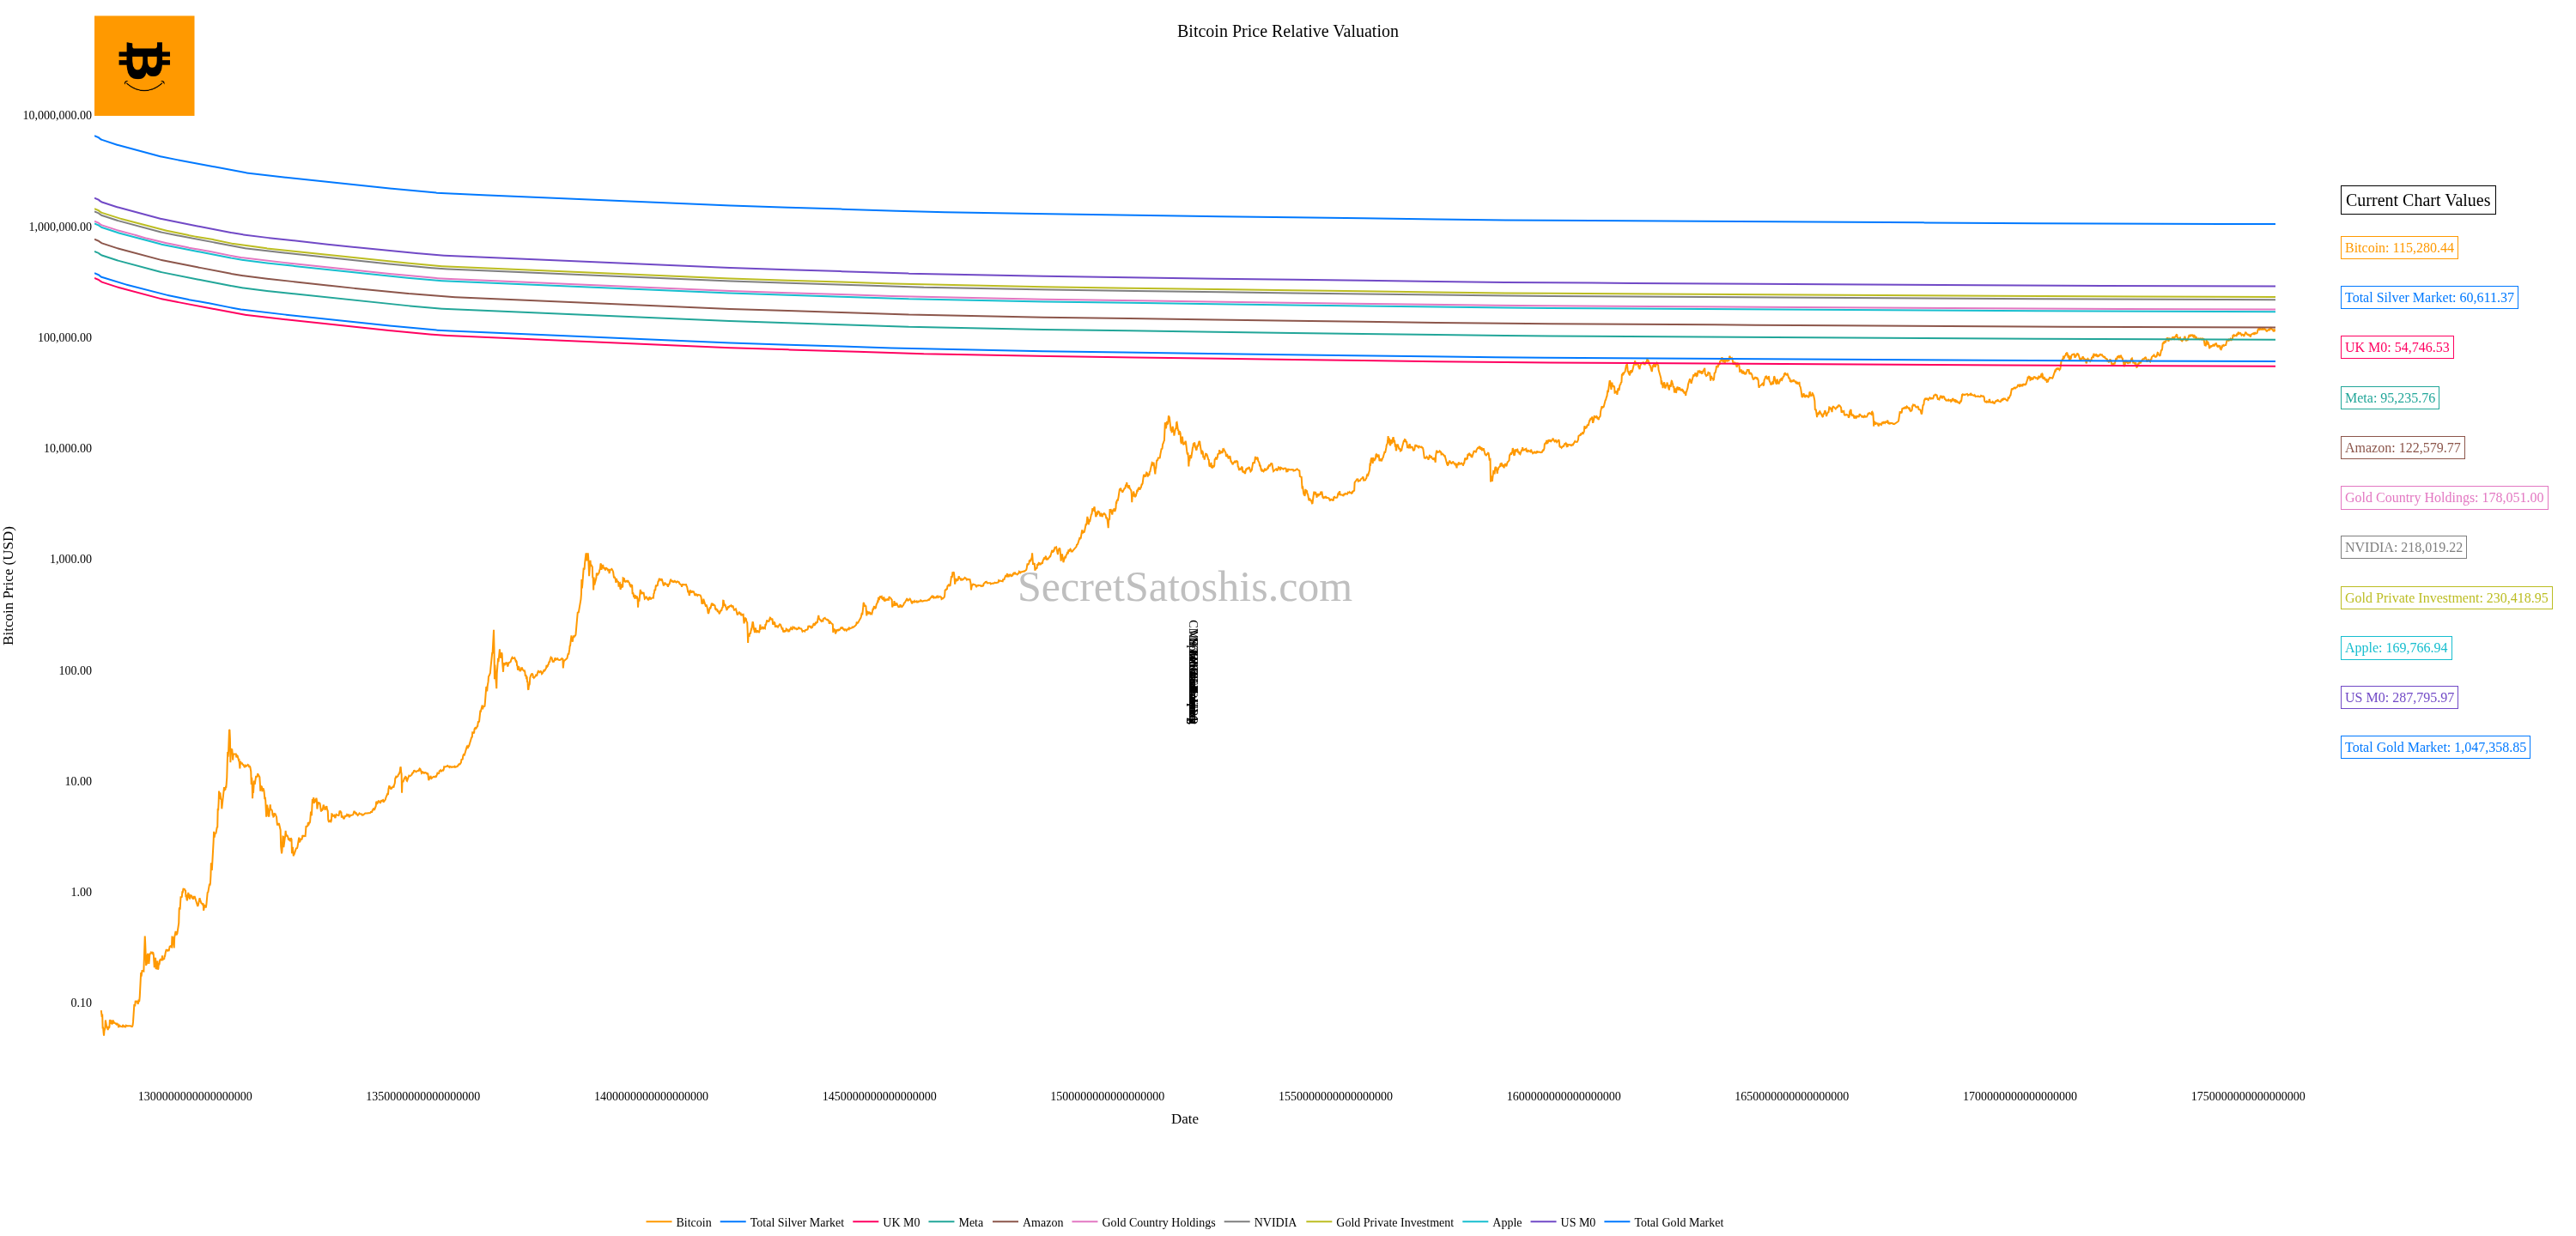 Bitcoin Price Relative Valuation
10,000,000.00
1,000,000.00
100,000.00
10,000.00
1,000.00
100.00
10.00
1.00
0.10
Bitcoin Price (USD)
SecretSatoshis.com
1300000000000000000
1350000000000000000
1400000000000000000
1450000000000000000
1500000000000000000
1550000000000000000
1600000000000000000
1650000000000000000
1700000000000000000
1750000000000000000
Date
Current Chart Values
Bitcoin: 115,280.44
Total Silver Market: 60,611.37
UK M0: 54,746.53
Meta: 95,235.76
Amazon: 122,579.77
Gold Country Holdings: 178,051.00
NVIDIA: 218,019.22
Gold Private Investment: 230,418.95
Apple: 169,766.94
US M0: 287,795.97
Total Gold Market: 1,047,358.85
Bitcoin Total Silver Market UK M0 Meta Amazon Gold Country Holdings NVIDIA Gold Private Investment Apple US M0 Total Gold Market